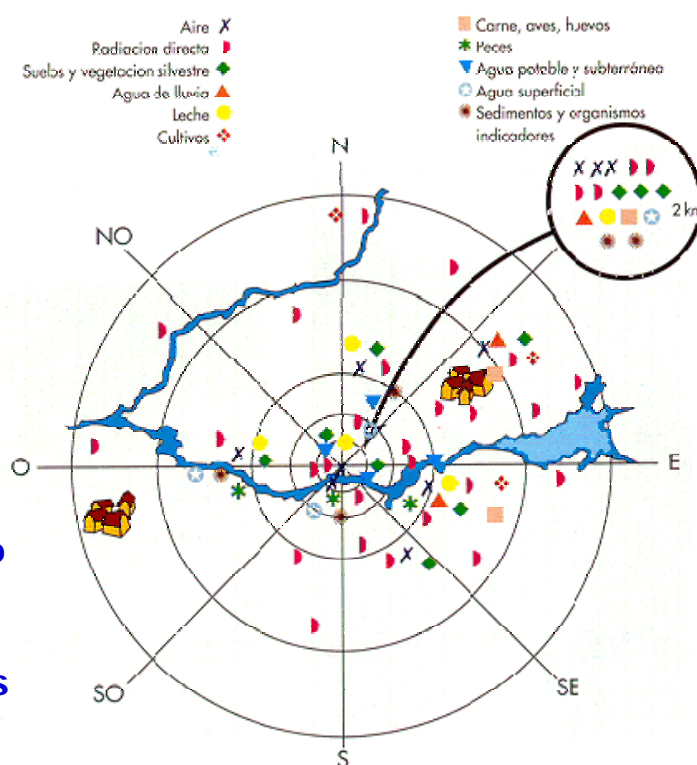 Aire
Radiacion directa
Suelos y vegetacion silvestre
Agua de lluvia
Leche
Cultivos
Carne, aves, huevos
Peces
Agua potable y subterránea
Agua superficial
Sedimentos y organismos
indicadores
N
2 km
NO
O
E
SO
SE
S